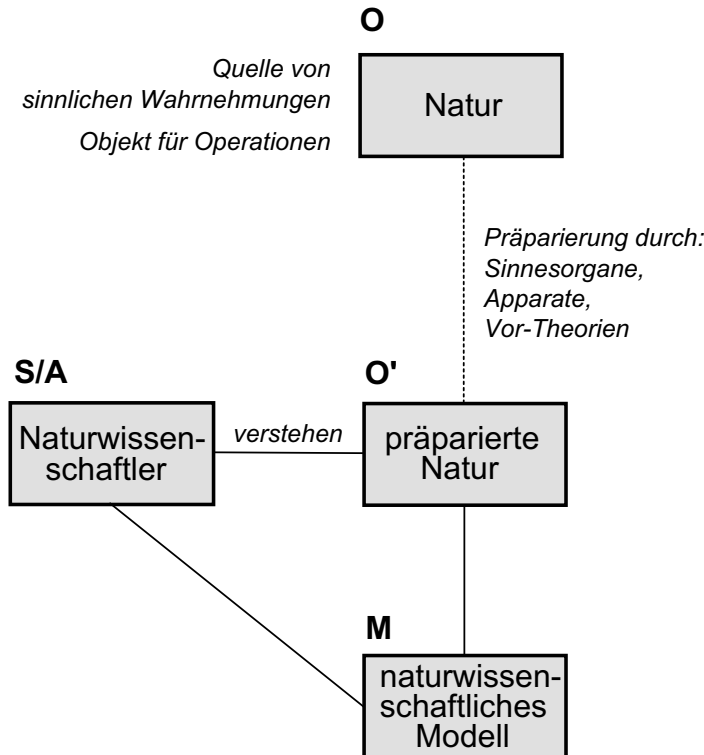 O
Quelle von
sinnlichen Wahrnehmungen
Objekt für Operationen
Natur
Präparierung durch:
Sinnesorgane,
Apparate,
Vor-Theorien
S/A
Naturwissen-
schaftler
verstehen
O'
präparierte
Natur
M
naturwissen-
schaftliches
Modell